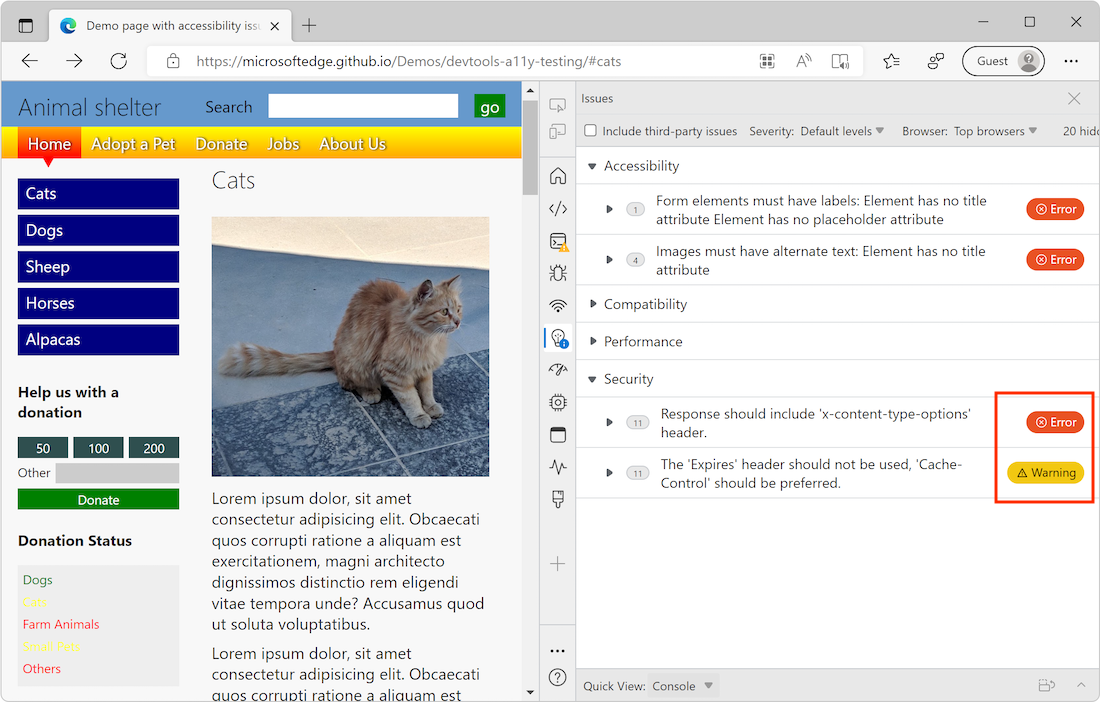 Demo page with accessibility issu
https://microsoftedge.github.io/Demos/devtools-a11y-testing/#cats
Guest
Animal shelter
Search
go
Home
Adopt a Pet
Donate
Jobs
About Us
Cats
Dogs
Sheep
Horses
Alpacas
Help us with a
donation
50
100
200
Other
Donate
Donation Status
Dogs
Cats
Farm Animals
Small Pets
Others
Cats
Lorem ipsum dolor, sit amet
consectetur adipisicing elit. Obcaecati
quos corrupti ratione a aliquam est
exercitationem, magni architecto
dignissimos distinctio rem eligendi
vitae tempora unde? Accusamus quod
ut soluta voluptatibus.
Lorem ipsum dolor, sit amet
consectetur adipisicing elit. Obcaecati
quos corrupti ratione a aliquam est
Issues
Include third-party issues
Severity: Default levels
Browser: Top browsers
20 hidd
Accessibility
1
Form elements must have labels: Element has no title
attribute Element has no placeholder attribute
Error
4
Images must have alternate text: Element has no title
attribute
Error
Compatibility
Performance
Security
11
Response should include 'x-content-type-options'
header.
Error
11
The 'Expires' header should not be used, 'Cache-
Control' should be preferred.
Warning
Quick View: Console